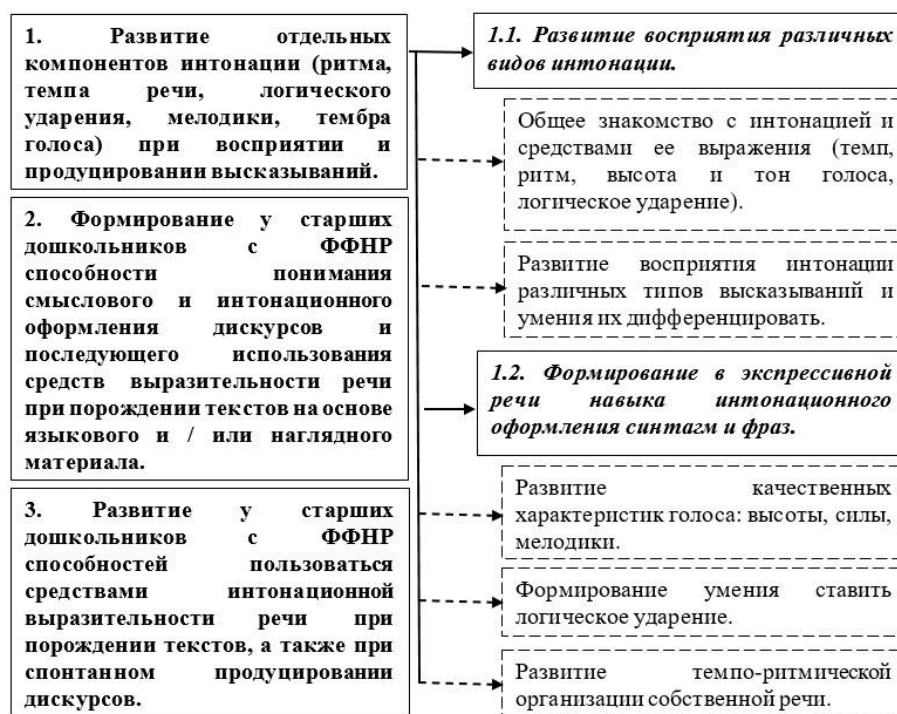 1. Развитие отдельных
компонентов интонации (ритма,
темпа речи, логического
ударения, мелодики, тембра
голоса) при восприятии и
продуцировании высказываний.
2. Формирование у старших
дошкольников с ФФНР
способности понимания
смыслового и интонационного
оформления дискурсов и
последующего использования
средств выразительности речи
при порождении текстов на основе
языкового и / или наглядного
материала.
3. Развитие у старших
дошкольников с ФФНР
способностей пользоваться
средствами интонационной
выразительности речи при
порождении текстов, а также при
спонтанном продуцировании
дискурсов.
1.1. Развитие восприятия различных
видов интонации.
Общее знакомство с интонацией и
средствами ее выражения (темп,
ритм, высота и тон голоса,
логическое ударение).
Развитие восприятия интонации
различных типов высказываний и
умения их дифференцировать.
1.2. Формирование в экспрессивной
речи навыка интонационного
оформления синтагм и фраз.
Развитие качественных
характеристик голоса: высоты, силы,
мелодики.
Формирование умения ставить
логическое ударение.
Развитие темпо-ритмической
организации собственной речи.